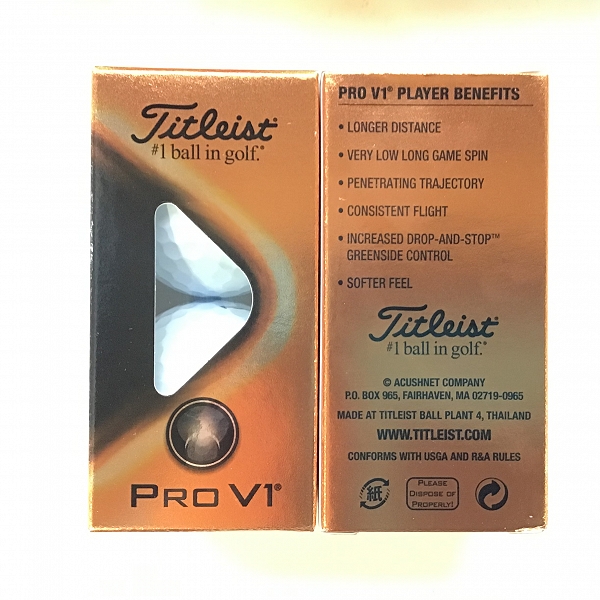 Titleist®
#1 ball in golf.®
PRO V1®
PRO V1® PLAYER BENEFITS
• LONGER DISTANCE
• VERY LOW LONG GAME SPIN
• PENETRATING TRAJECTORY
• CONSISTENT FLIGHT
• INCREASED DROP-AND-STOP™
GREENSIDE CONTROL
• SOFTER FEEL
Titleist®
#1 ball in golf.®
© ACUSHNET COMPANY
P.O. BOX 965, FAIRHAVEN, MA 02719-0965
MADE AT TITLEIST BALL PLANT 4, THAILAND
WWW.TITLEIST.COM
CONFORMS WITH USGA AND R&A RULES
紙
PLEASE
DISPOSE OF
PROPERLY!